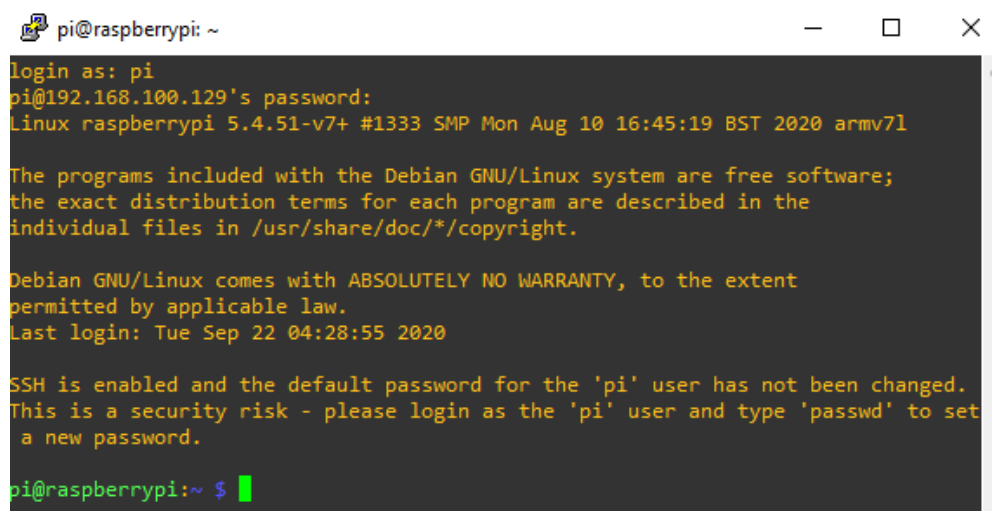 pi@raspberrypi: ~
login as: pi
pi@192.168.100.129's password:
Linux raspberrypi 5.4.51-v7+ #1333 SMP Mon Aug 10 16:45:19 BST 2020 armv7l
The programs included with the Debian GNU/Linux system are free software;
the exact distribution terms for each program are described in the
individual files in /usr/share/doc/*/copyright.
Debian GNU/Linux comes with ABSOLUTELY NO WARRANTY, to the extent
permitted by applicable law.
Last login: Tue Sep 22 04:28:55 2020
SSH is enabled and the default password for the 'pi' user has not been changed.
This is a security risk - please login as the 'pi' user and type 'passwd' to set
a new password.
pi@raspberrypi:~ $